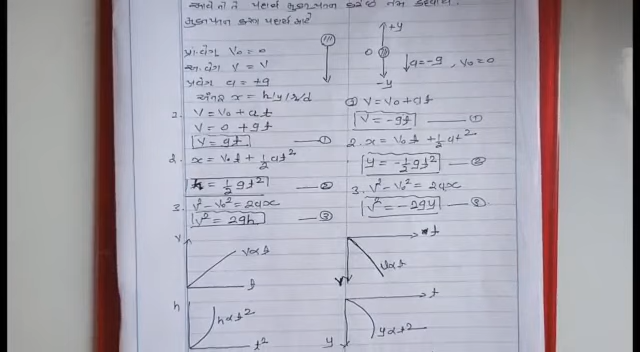 મુક્તપતન કરતા પદાર્થ માટે
પ્રા.વેગ V₀ = 0
અ.વેગ V = V
પ્રવેગ a = +g
અંતર x = h/y/s/d
1. V = V₀ + at
V = 0 + gt
V = gt — ①
2. x = V₀t + ½at²
h = ½gt² — ②
3. V² - V₀² = 2ax
V² = 2gh — ③
+y
0
-y
a = -g, V₀ = 0
① V = V₀ + at
V = -gt — ①
2. x = V₀t + ½at²
y = -½gt² — ②
3. V² - V₀² = 2ax
V² = -2gy — ③
V
V∝t
t
t
V∝t
V
h
h∝t²
t²
t
y∝t²
y